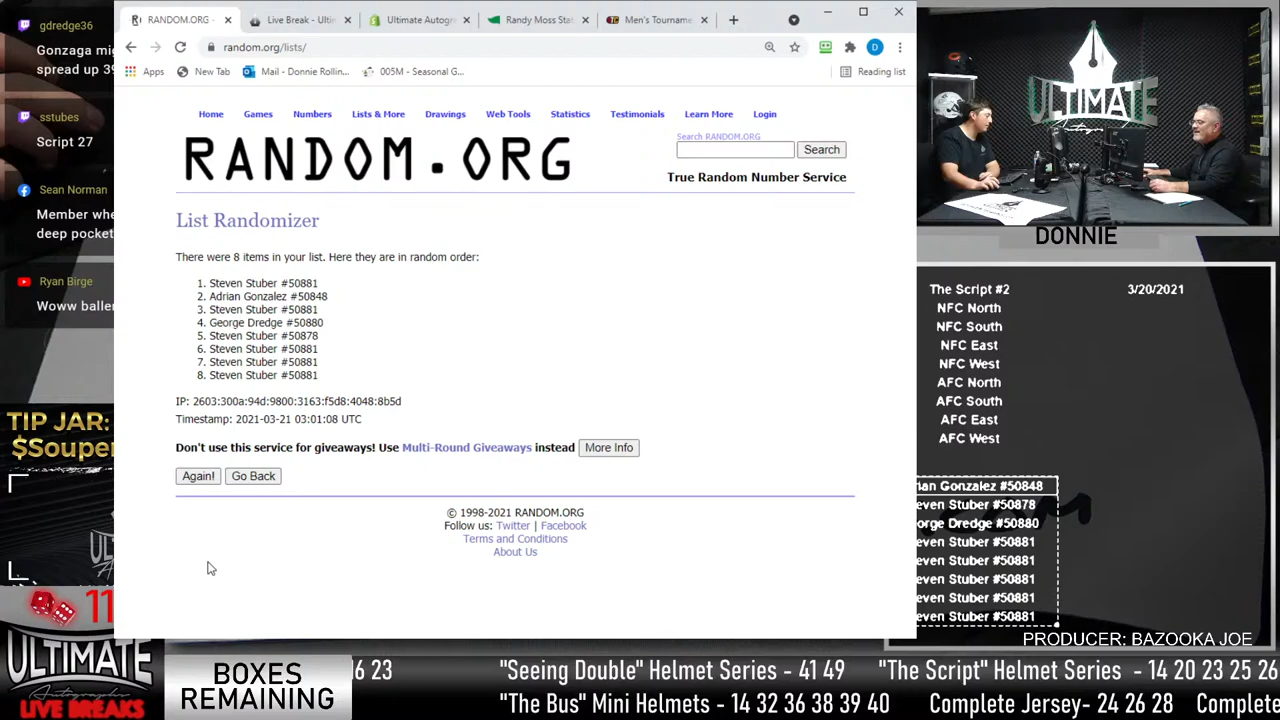 gdredge36
Gonzaga mi
spread up 39
sstubes
Script 27
Sean Norman
Member whe
deep pocket
Ryan Birge
Woww baller
TIP JAR:
$Souper
11
ULTIMATE
Autographs
LIVE BREAKS
RANDOM.ORG -
Live Break - Ultim
Ultimate Autogr
Randy Moss Stat
Men's Tourname
random.org/lists/
Apps
New Tab
Mail - Donnie Rollin...
005M - Seasonal G...
Reading list
Home Games Numbers Lists & More Drawings Web Tools Statistics Testimonials Learn More Login
RANDOM.ORG
Search RANDOM.ORG
Search
True Random Number Service
List Randomizer
There were 8 items in your list. Here they are in random order:
1. Steven Stuber #50881
2. Adrian Gonzalez #50848
3. Steven Stuber #50881
4. George Dredge #50880
5. Steven Stuber #50878
6. Steven Stuber #50881
7. Steven Stuber #50881
8. Steven Stuber #50881
IP: 2603:300a:94d:9800:3163:f5d8:4048:8b5d
Timestamp: 2021-03-21 03:01:08 UTC
Don't use this service for giveaways! Use Multi-Round Giveaways instead More Info
Again! Go Back
© 1998-2021 RANDOM.ORG
Follow us: Twitter | Facebook
Terms and Conditions
About Us
ULTIMATE
DONNIE
The Script #2 3/20/2021
NFC North
NFC South
NFC East
NFC West
AFC North
AFC South
AFC East
AFC West
rian Gonzalez #50848
even Stuber #50878
orge Dredge #50880
even Stuber #50881
even Stuber #50881
even Stuber #50881
even Stuber #50881
even Stuber #50881
PRODUCER: BAZOOKA JOE
BOXES
REMAINING
16 23 "Seeing Double" Helmet Series - 41 49 "The Script" Helmet Series - 14 20 23 25 26
"The Bus" Mini Helmets - 14 32 36 38 39 40 Complete Jersey- 24 26 28 Complete